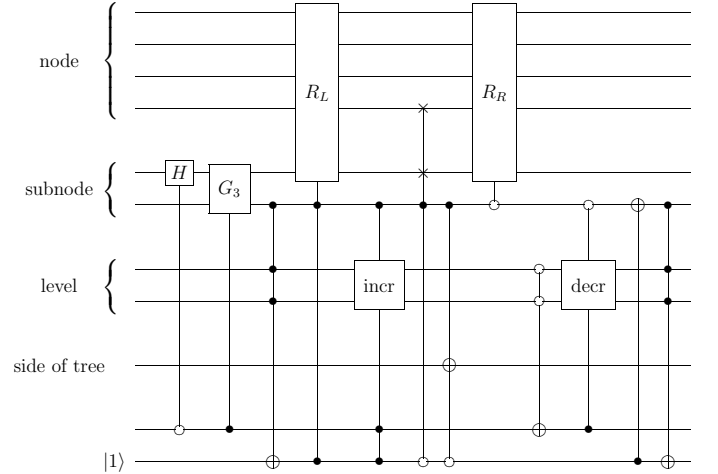 node
R_L
R_R
H
subnode
G_3
level
incr
decr
side of tree
|1⟩